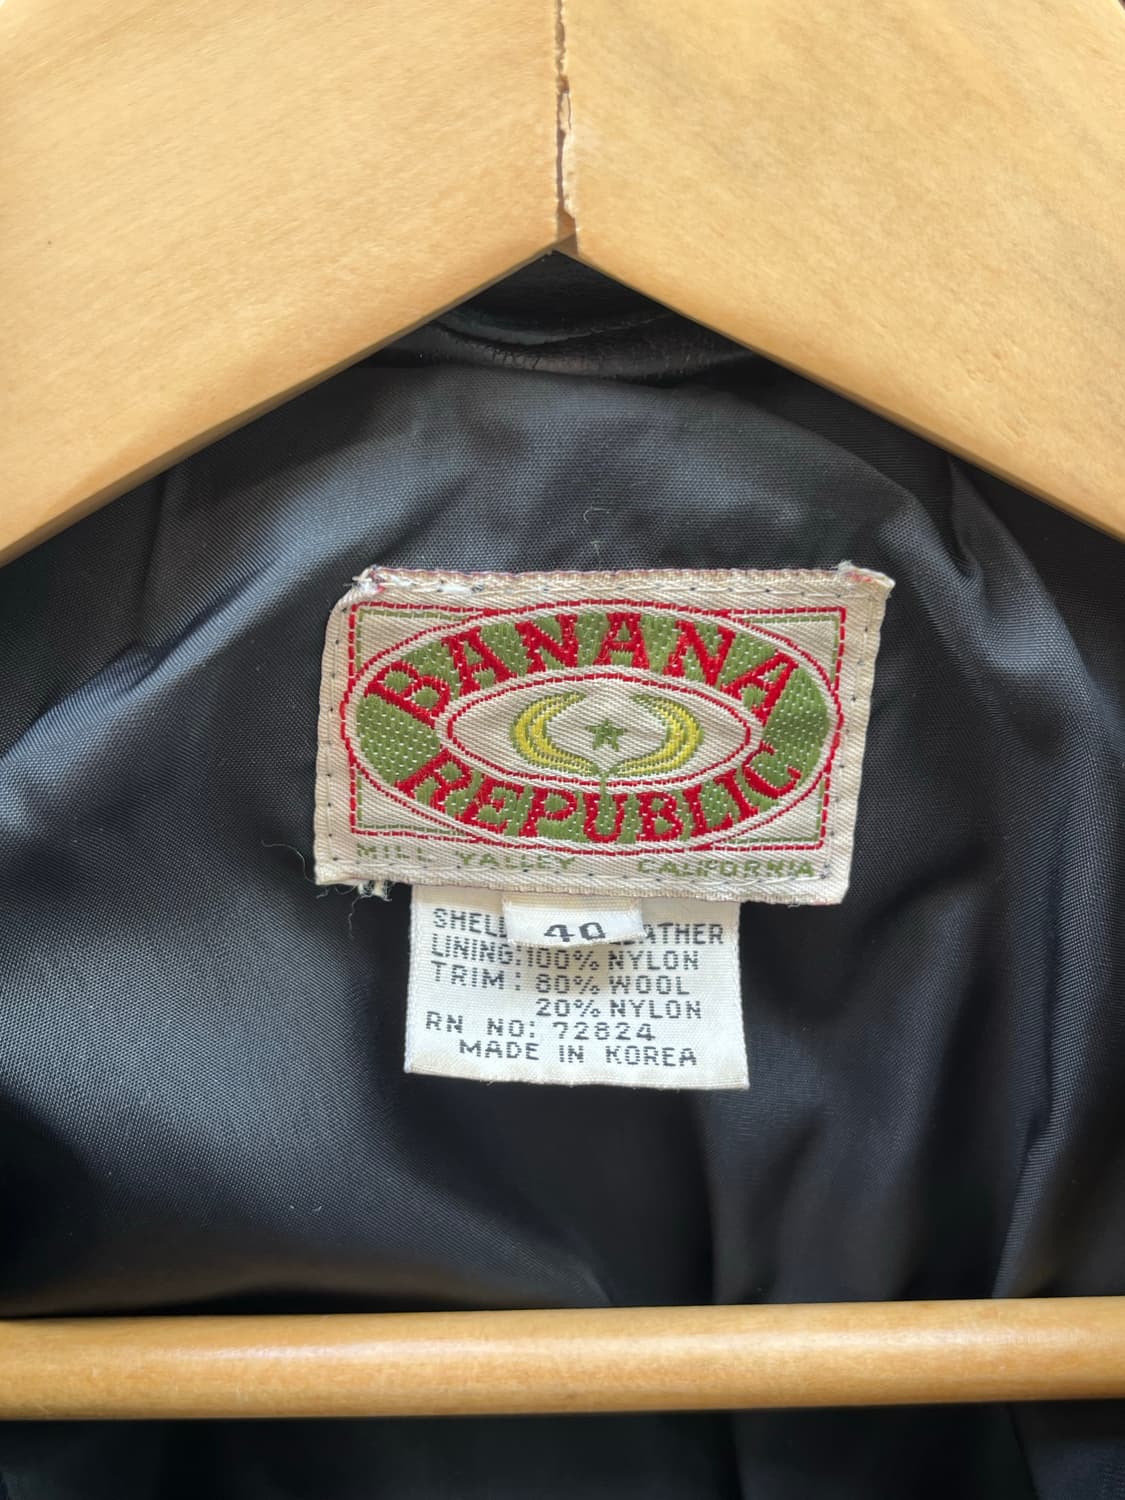 BANANA
REPUBLIC
MILL VALLEY CALIFORNIA
40
SHELL
LINING: 100% NYLON
TRIM: 80% WOOL
20% NYLON
RN NO: 72824
MADE IN KOREA